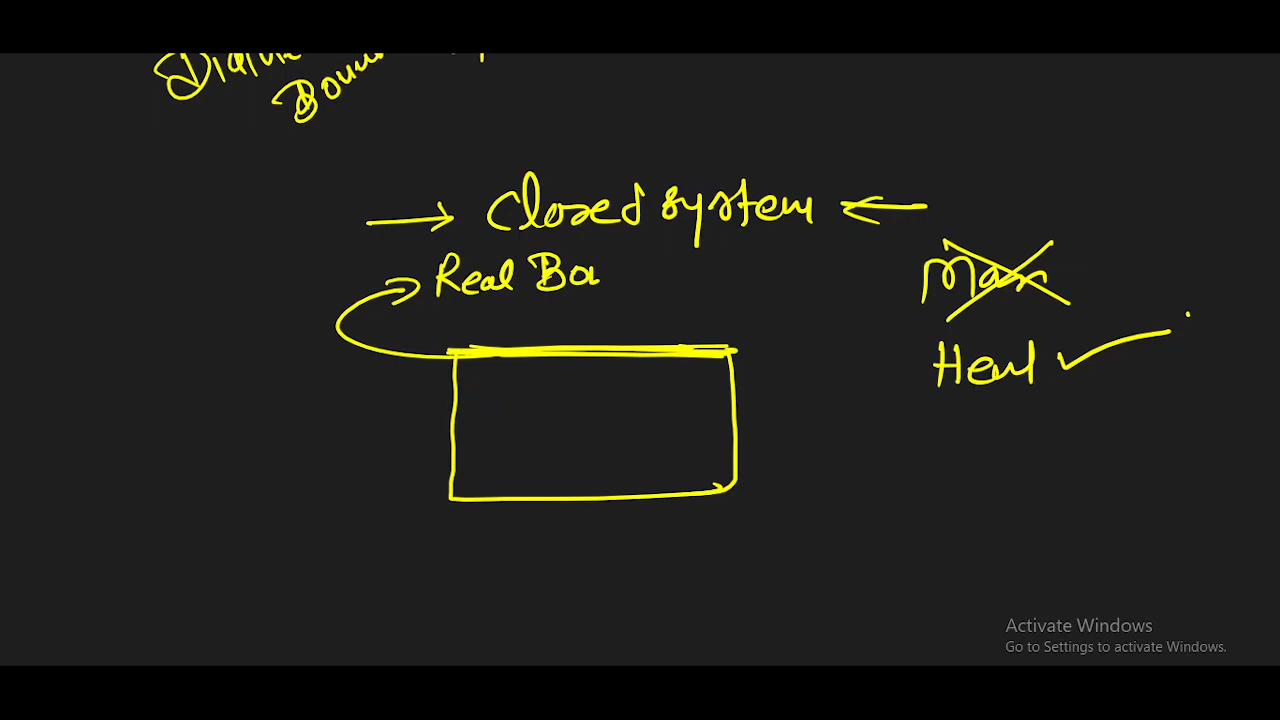 Closed system
Real Bo
Mass
Heat
Activate Windows
Go to Settings to activate Windows.